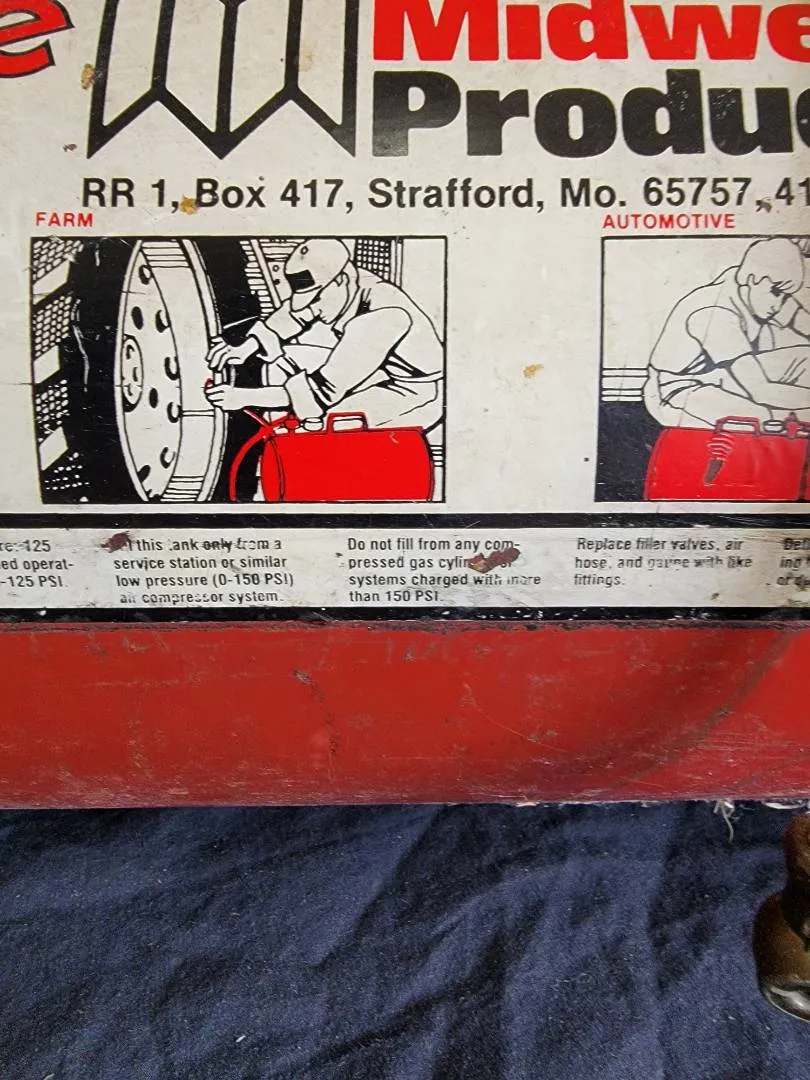 e Midwe
Produ
RR 1, Box 417, Strafford, Mo. 65757, 41
FARM
AUTOMOTIVE
re: 125
ed operat-
-125 PSI.
this tank only from a
service station or similar
low pressure (0-150 PSI)
air compressor system.
Do not fill from any com-
pressed gas cylin
systems charged with more
than 150 PSI.
Replace filler valves, air
hose, and gauge with like
fittings.